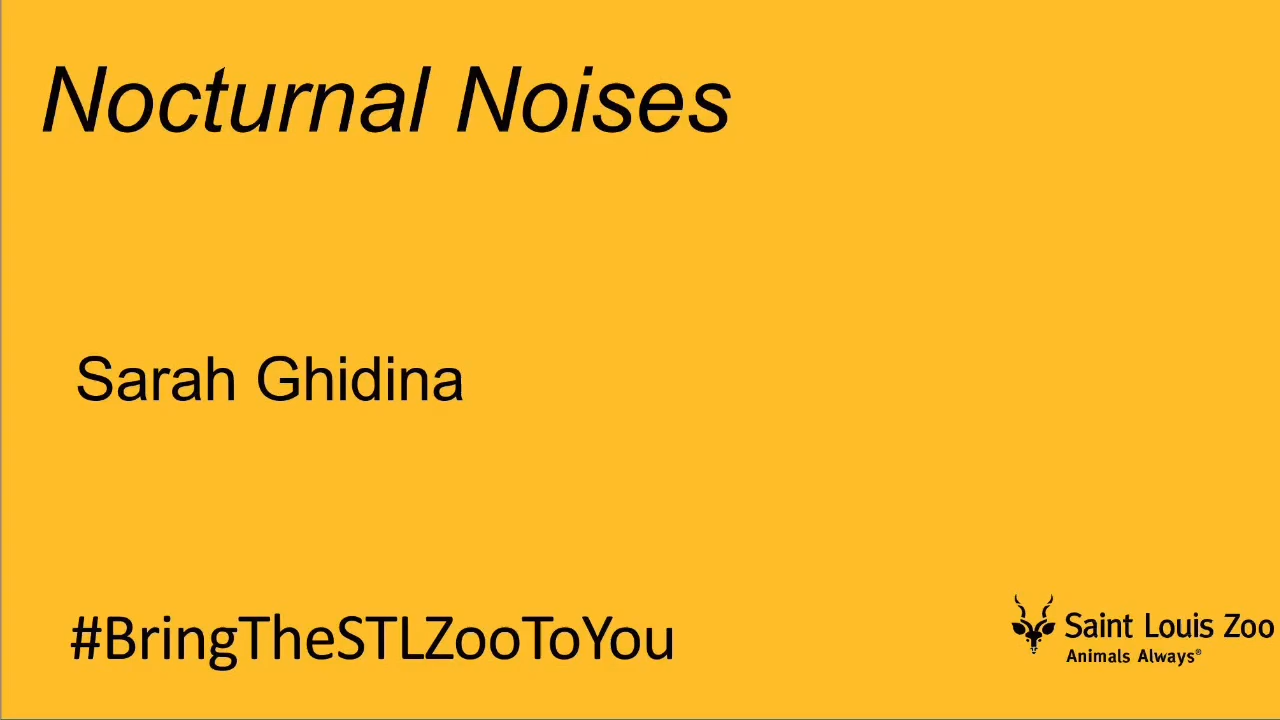 Nocturnal Noises
Sarah Ghidina
#BringTheSTLZooToYou
Saint Louis Zoo
Animals Always®